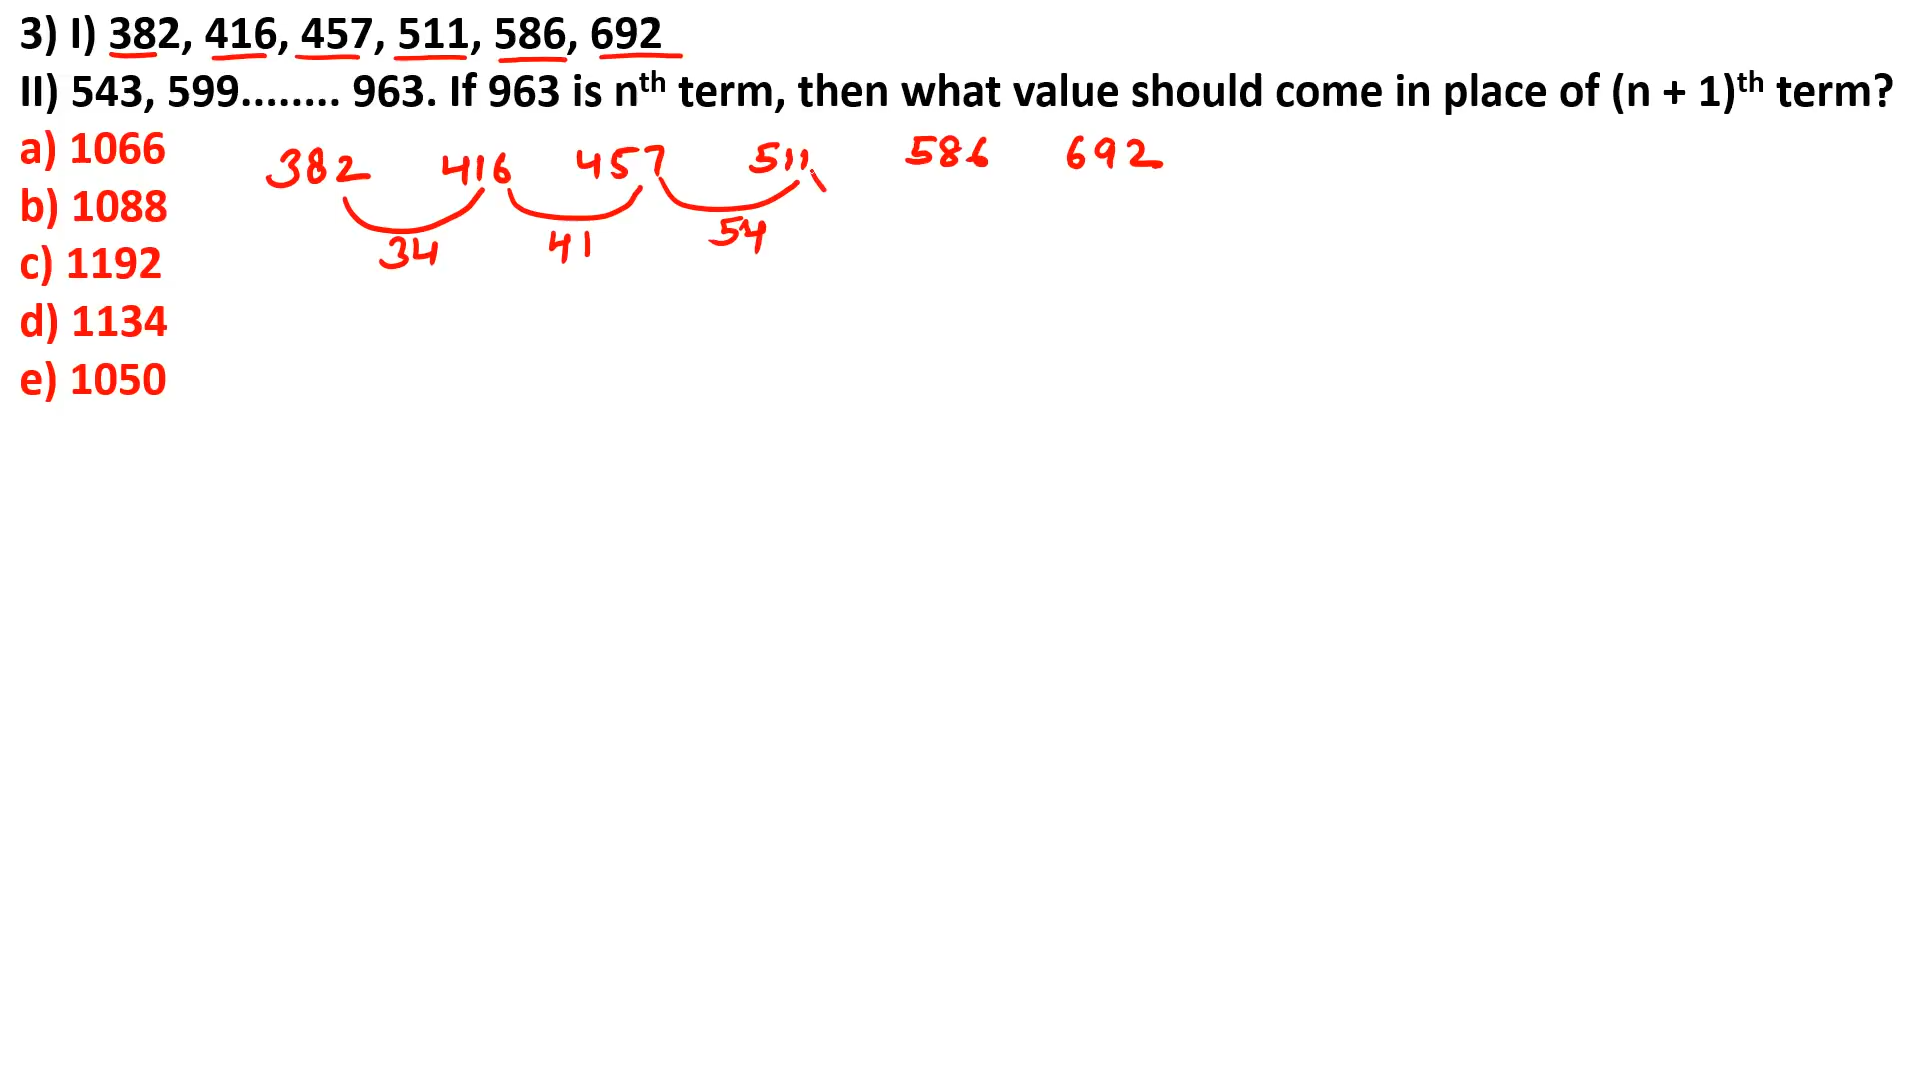 3) I) 382, 416, 457, 511, 586, 692
II) 543, 599........ 963. If 963 is nth term, then what value should come in place of (n + 1)th term?
a) 1066
382 416 457 511 586 692
b) 1088
34 41 54
c) 1192
d) 1134
e) 1050